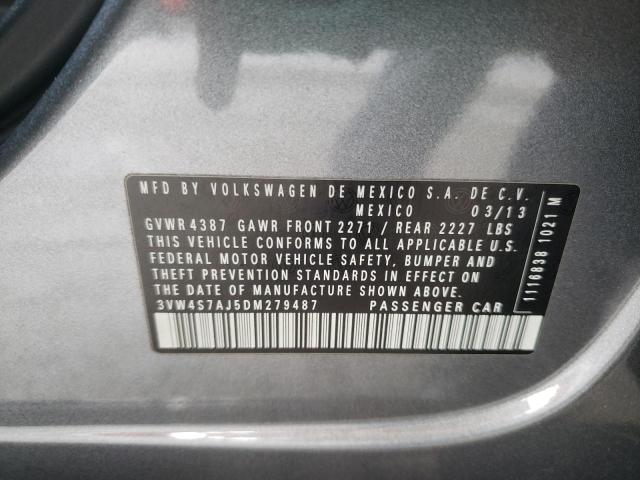 MFD BY VOLKSWAGEN DE MEXICO S.A. DE C.V.
MEXICO 03/13
GVWR 4387 GAWR FRONT 2271 / REAR 2227 LBS
THIS VEHICLE CONFORMS TO ALL APPLICABLE U.S.
FEDERAL MOTOR VEHICLE SAFETY, BUMPER AND
THEFT PREVENTION STANDARDS IN EFFECT ON
THE DATE OF MANUFACTURE SHOWN ABOVE.
3VW4S7AJ5DM279487 PASSENGER CAR
1116838 1021 M